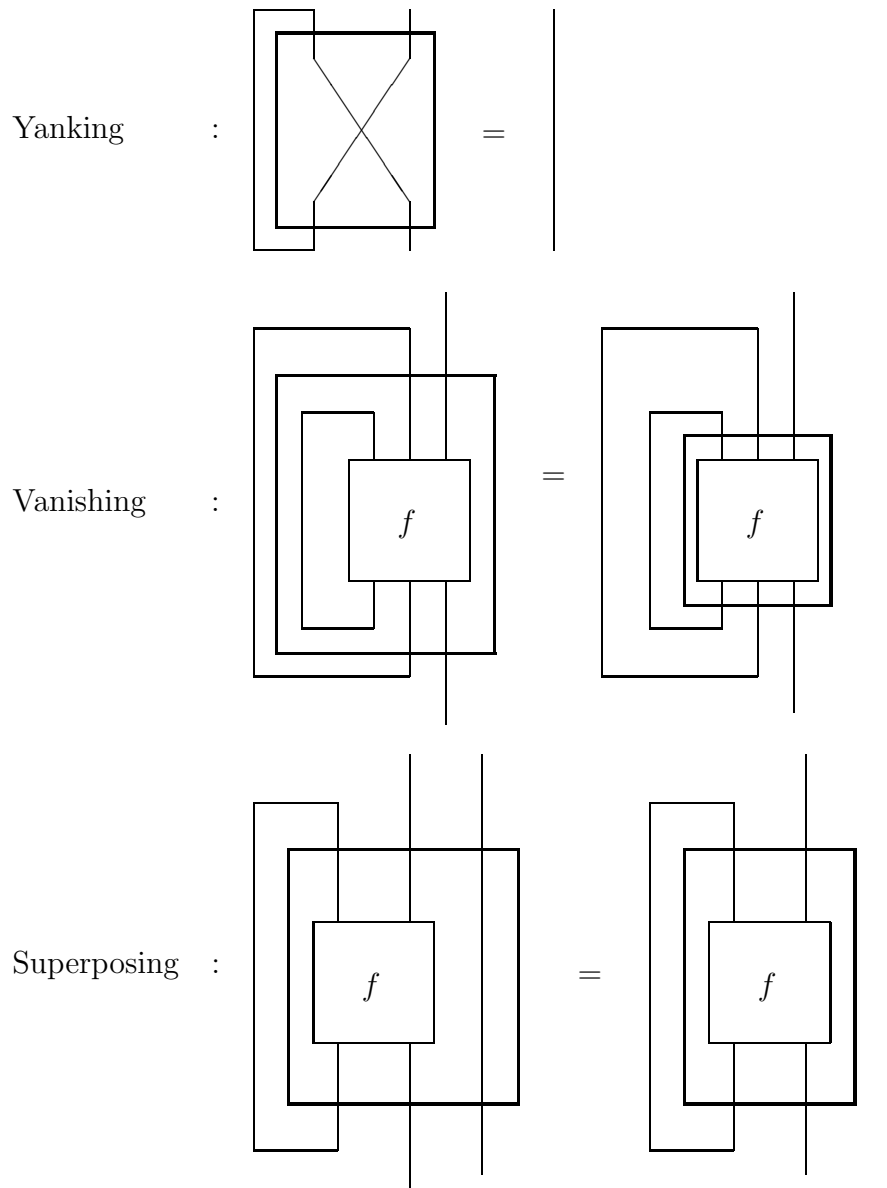 Yanking : =
Vanishing : f = f
Superposing : f = f